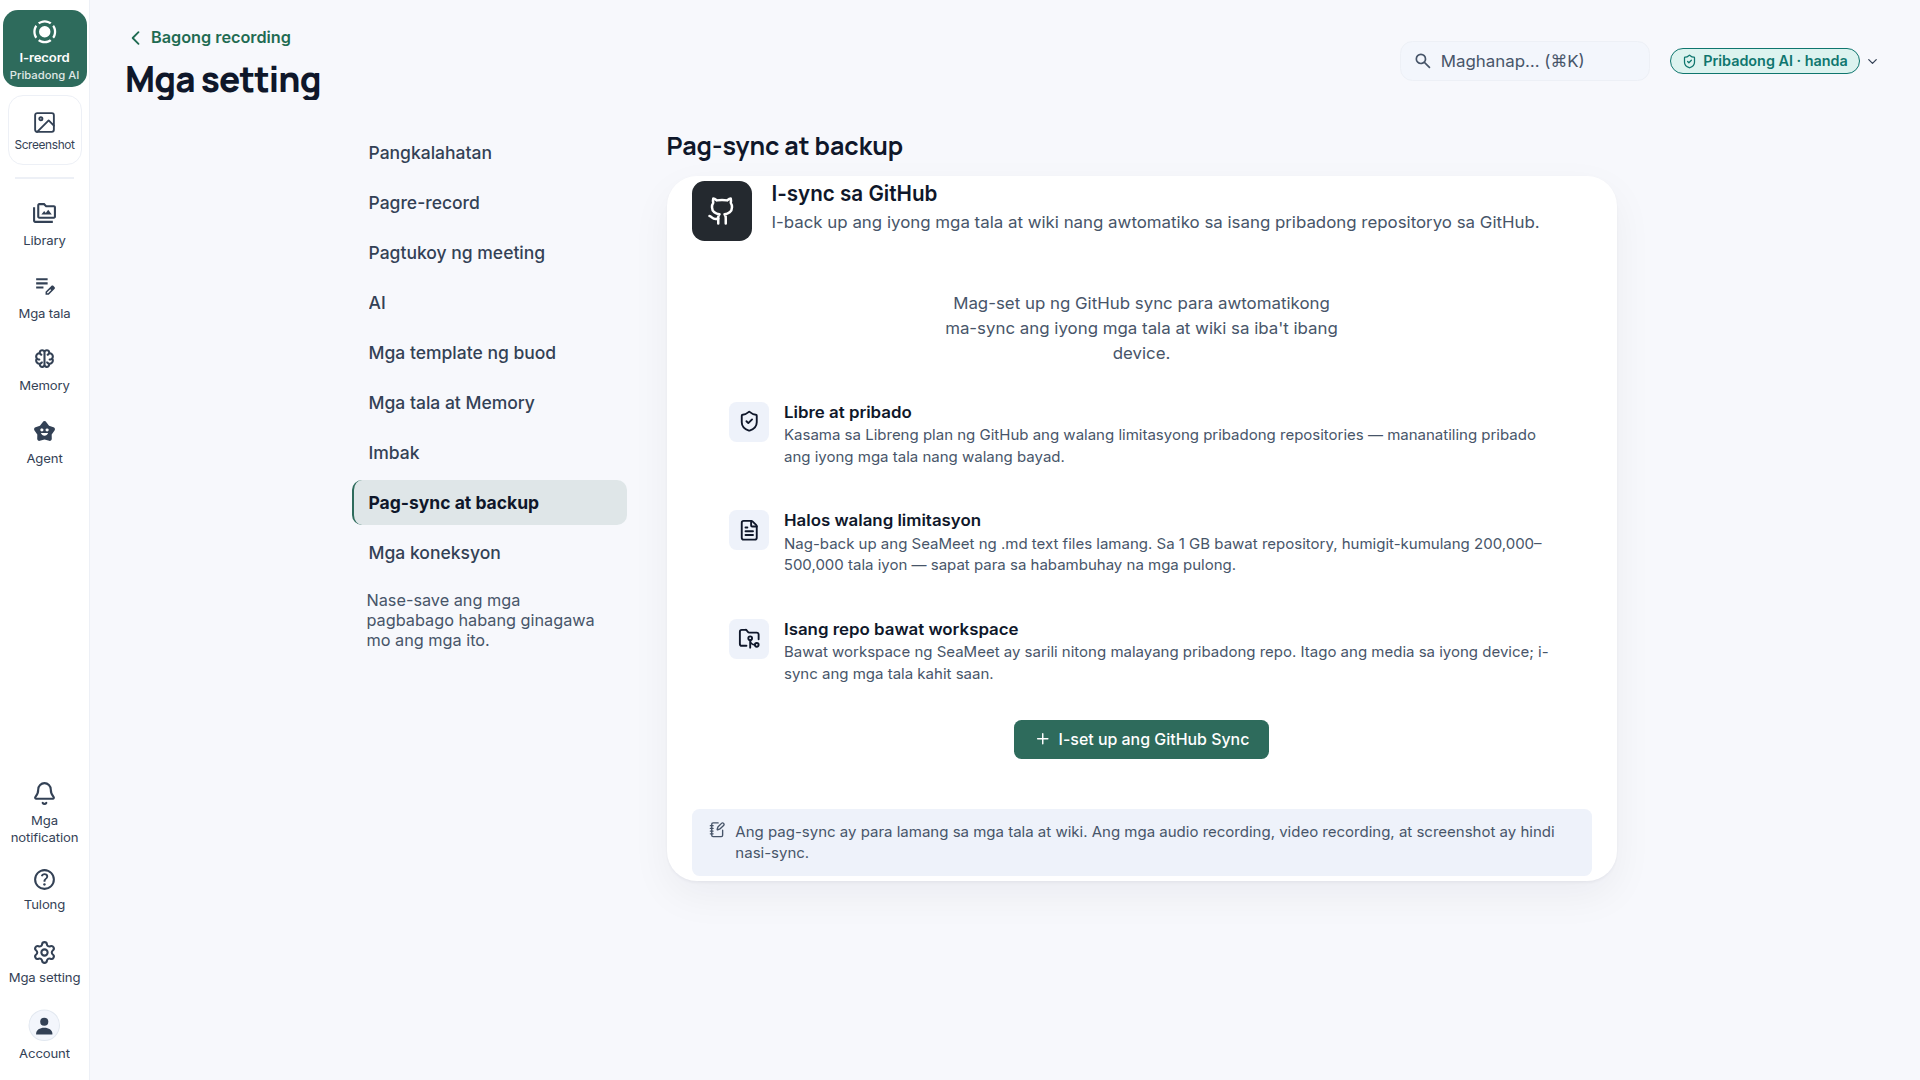 I-record
Pribadong AI
Screenshot
Library
Mga tala
Memory
Agent
Mga
notification
Tulong
Mga setting
Account
Bagong recording
Mga setting
Maghanap... (⌘K)
Pribadong AI · handa
Pangkalahatan
Pagre-record
Pagtukoy ng meeting
AI
Mga template ng buod
Mga tala at Memory
Imbak
Pag-sync at backup
Mga koneksyon
Nase-save ang mga
pagbabago habang ginagawa
mo ang mga ito.
Pag-sync at backup
I-sync sa GitHub
I-back up ang iyong mga tala at wiki nang awtomatiko sa isang pribadong repositoryo sa GitHub.
Mag-set up ng GitHub sync para awtomatikong
ma-sync ang iyong mga tala at wiki sa iba't ibang
device.
Libre at pribado
Kasama sa Libreng plan ng GitHub ang walang limitasyong pribadong repositories — mananatiling pribado
ang iyong mga tala nang walang bayad.
Halos walang limitasyon
Nag-back up ang SeaMeet ng .md text files lamang. Sa 1 GB bawat repository, humigit-kumulang 200,000–
500,000 tala iyon — sapat para sa habambuhay na mga pulong.
Isang repo bawat workspace
Bawat workspace ng SeaMeet ay sarili nitong malayang pribadong repo. Itago ang media sa iyong device; i-
sync ang mga tala kahit saan.
I-set up ang GitHub Sync
Ang pag-sync ay para lamang sa mga tala at wiki. Ang mga audio recording, video recording, at screenshot ay hindi
nasi-sync.